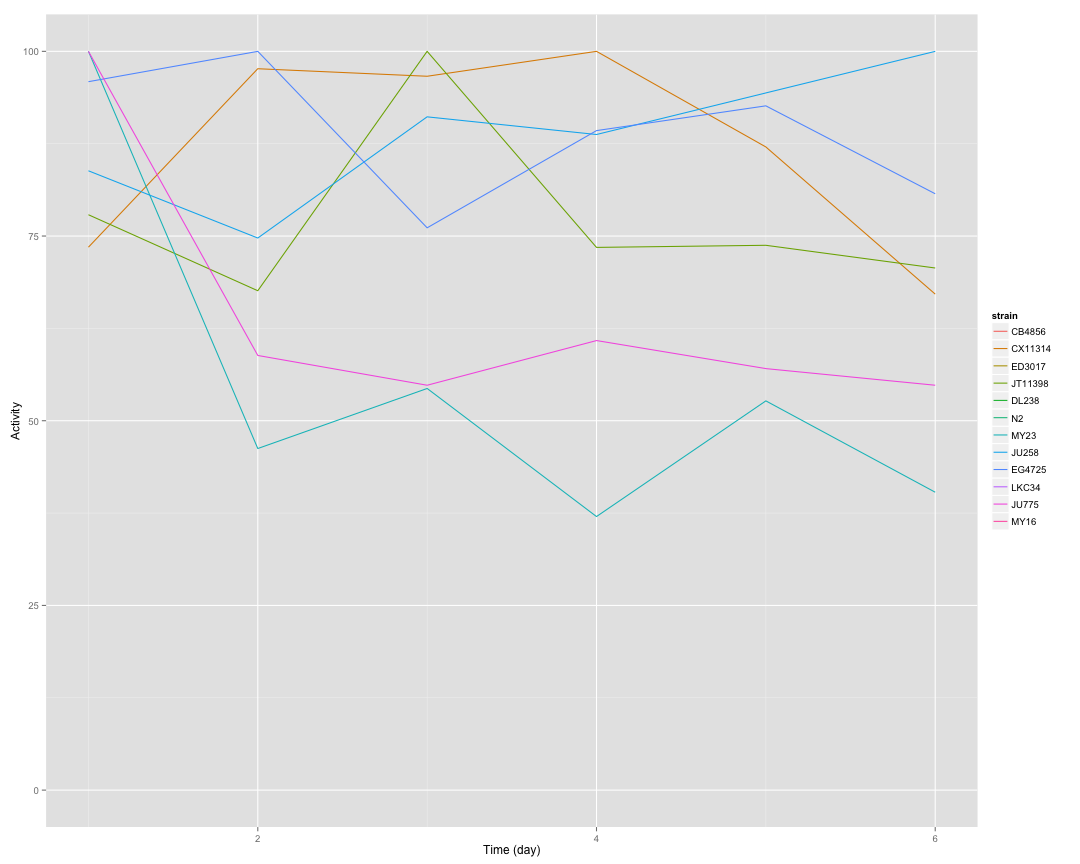 100
75
50
25
0
Activity
2
4
6
Time (day)
strain
CB4856
CX11314
ED3017
JT11398
DL238
N2
MY23
JU258
EG4725
LKC34
JU775
MY16